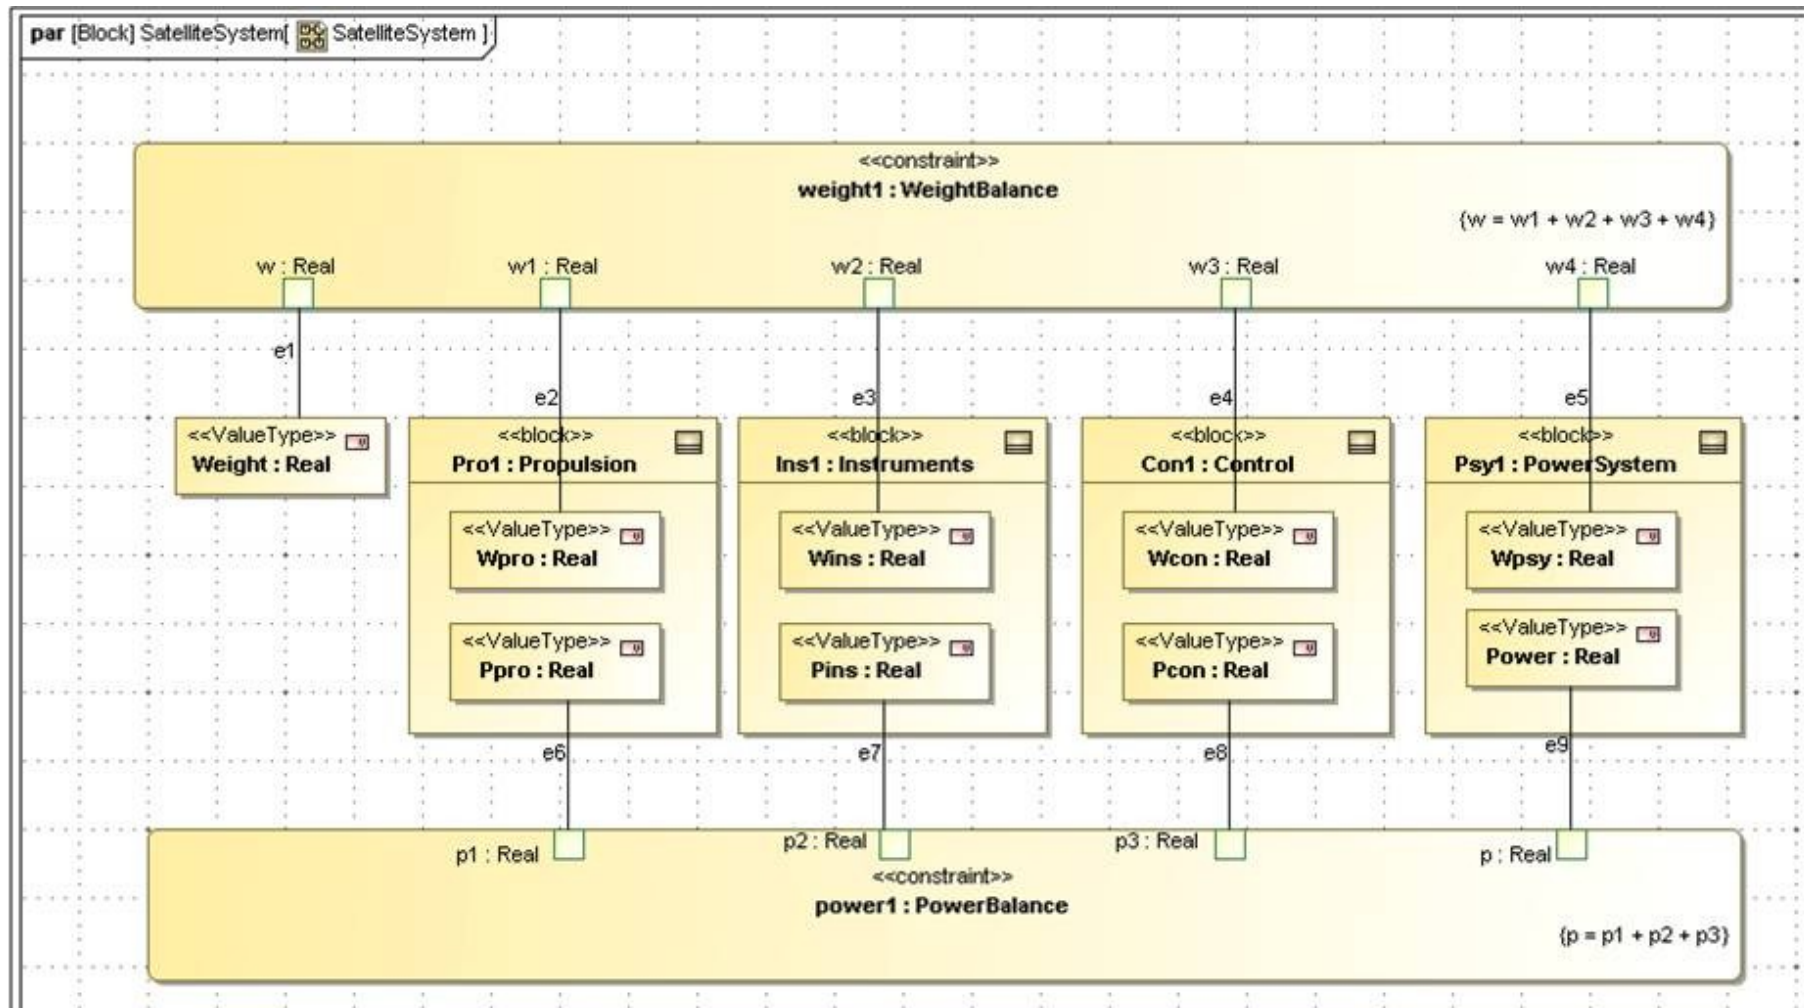 par [Block] SatelliteSystem[ SatelliteSystem ]
<<constraint>>
weight1 : WeightBalance
{w = w1 + w2 + w3 + w4}
w : Real
w1 : Real
w2 : Real
w3 : Real
w4 : Real
e1
e2
e3
e4
e5
<<ValueType>>
Weight : Real
<<block>>
Pro1 : Propulsion
<<ValueType>>
Wpro : Real
<<ValueType>>
Ppro : Real
<<block>>
Ins1 : Instruments
<<ValueType>>
Wins : Real
<<ValueType>>
Pins : Real
<<block>>
Con1 : Control
<<ValueType>>
Wcon : Real
<<ValueType>>
Pcon : Real
<<block>>
Psy1 : PowerSystem
<<ValueType>>
Wpsy : Real
<<ValueType>>
Power : Real
e6
e7
e8
e9
p1 : Real
p2 : Real
p3 : Real
p : Real
<<constraint>>
power1 : PowerBalance
{p = p1 + p2 + p3}